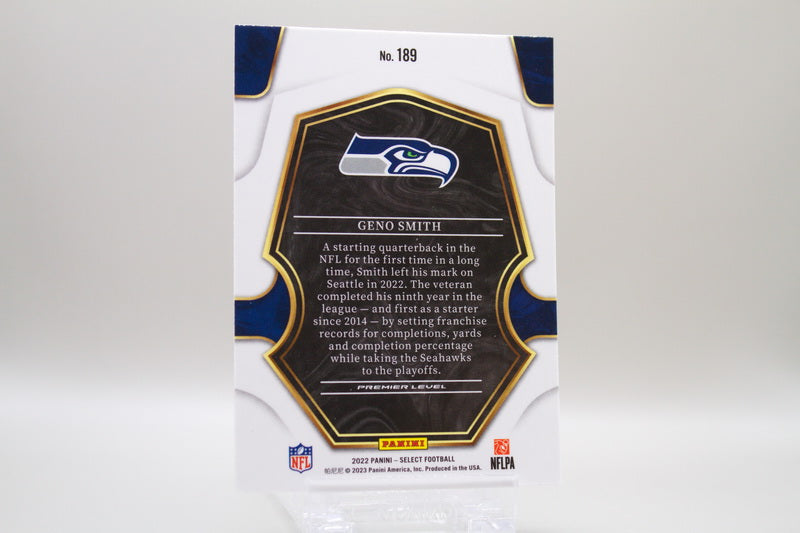 No. 189
GENO SMITH
A starting quarterback in the
NFL for the first time in a long
time, Smith left his mark on
Seattle in 2022. The veteran
completed his ninth year in the
league — and first as a starter
since 2014 — by setting franchise
records for completions, yards
and completion percentage
while taking the Seahawks
to the playoffs.
PREMIER LEVEL
PANINI
NFL
2022 PANINI – SELECT FOOTBALL
帕尼尼 © 2023 Panini America, Inc. Produced in the USA.
NFLPA